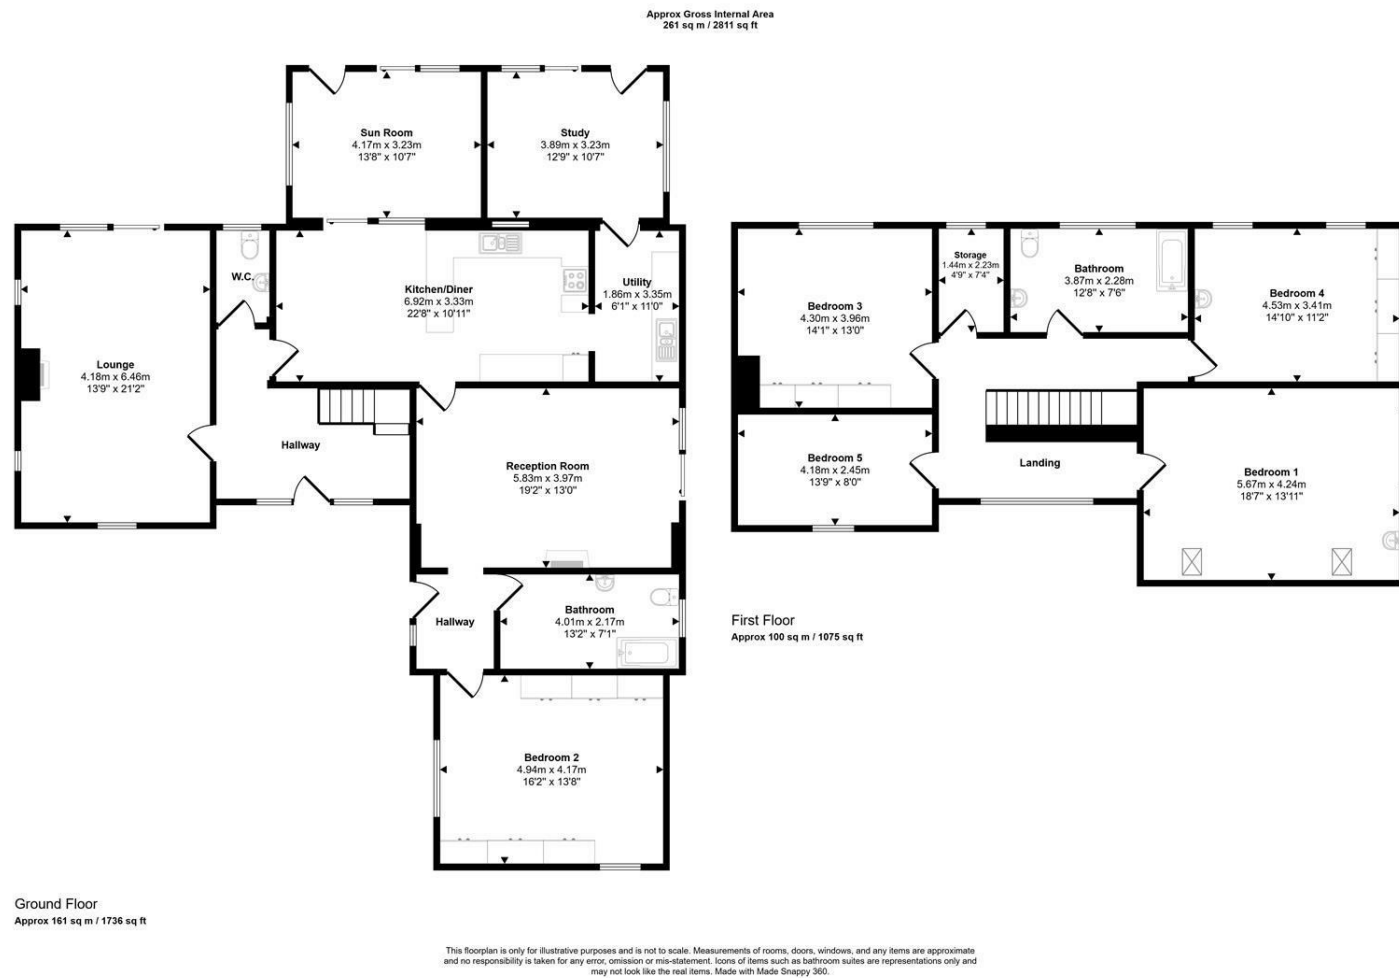 Approx Gross Internal Area
261 sq m / 2811 sq ft
Sun Room
4.17m x 3.23m
13'8" x 10'7"
Study
3.89m x 3.23m
12'9" x 10'7"
W.C.
Kitchen/Diner
6.92m x 3.33m
22'8" x 10'11"
Utility
1.86m x 3.35m
6'1" x 11'0"
Lounge
4.18m x 6.46m
13'9" x 21'2"
Hallway
Reception Room
5.83m x 3.97m
19'2" x 13'0"
Hallway
Bathroom
4.01m x 2.17m
13'2" x 7'1"
Bedroom 2
4.94m x 4.17m
16'2" x 13'8"
Ground Floor
Approx 161 sq m / 1736 sq ft
Storage
1.44m x 2.23m
4'9" x 7'4"
Bathroom
3.87m x 2.28m
12'8" x 7'6"
Bedroom 3
4.30m x 3.96m
14'1" x 13'0"
Bedroom 4
4.53m x 3.41m
14'10" x 11'2"
Bedroom 5
4.18m x 2.45m
13'9" x 8'0"
Landing
Bedroom 1
5.67m x 4.24m
18'7" x 13'11"
First Floor
Approx 100 sq m / 1075 sq ft
This floorplan is only for illustrative purposes and is not to scale. Measurements of rooms, doors, windows, and any items are approximate
and no responsibility is taken for any error, omission or mis-statement. Icons of items such as bathroom suites are representations only and
may not look like the real items. Made with Made Snappy 360.